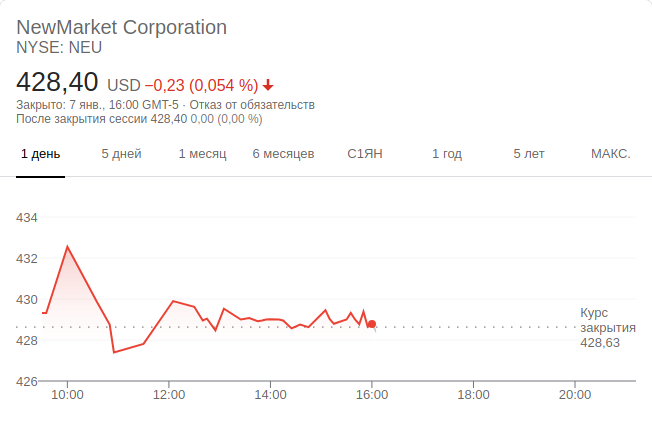 NewMarket Corporation
NYSE: NEU
428,40 USD −0,23 (0,054 %)
Закрыто: 7 янв., 16:00 GMT-5 · Отказ от обязательств
После закрытия сессии 428,40 0,00 (0,00 %)
1 день 5 дней 1 месяц 6 месяцев С1ЯН 1 год 5 лет МАКС.
434
432
430
428
426
Курс
закрытия
428,63
10:00 12:00 14:00 16:00 18:00 20:00